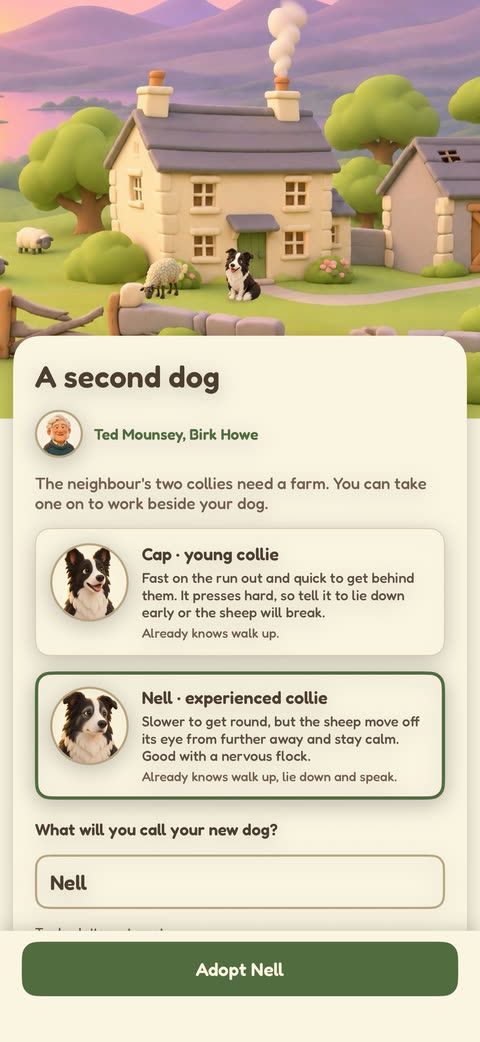 A second dog
Ted Mounsey, Birk Howe
The neighbour's two collies need a farm. You can take
one on to work beside your dog.
Cap · young collie
Fast on the run out and quick to get behind
them. It presses hard, so tell it to lie down
early or the sheep will break.
Already knows walk up.
Nell · experienced collie
Slower to get round, but the sheep move off
its eye from further away and stay calm.
Good with a nervous flock.
Already knows walk up, lie down and speak.
What will you call your new dog?
Nell
Adopt Nell